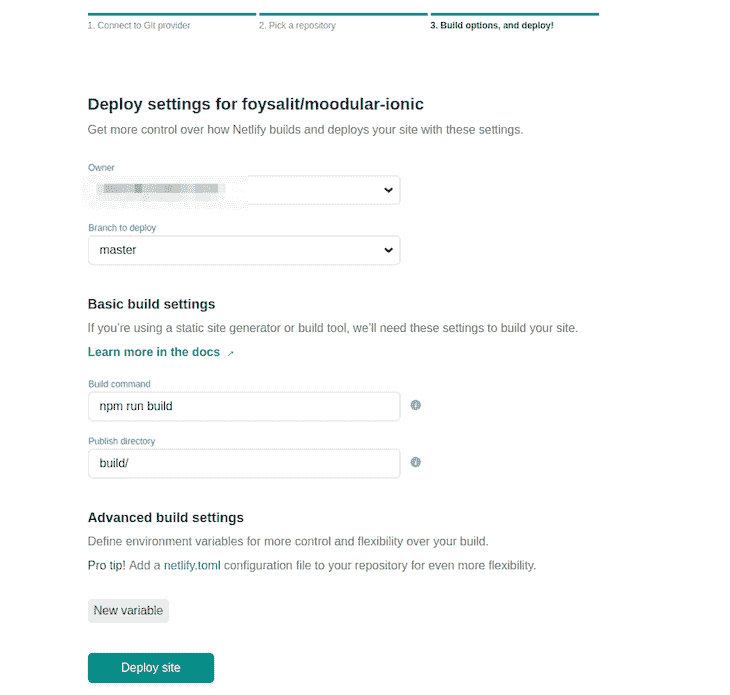 1. Connect to Git provider
2. Pick a repository
3. Build options, and deploy!
Deploy settings for foysalit/moodular-ionic
Get more control over how Netlify builds and deploys your site with these settings.
Owner
Branch to deploy
master
Basic build settings
If you're using a static site generator or build tool, we'll need these settings to build your site.
Learn more in the docs ↗
Build command
npm run build
Publish directory
build/
Advanced build settings
Define environment variables for more control and flexibility over your build.
Pro tip! Add a netlify.toml configuration file to your repository for even more flexibility.
New variable
Deploy site